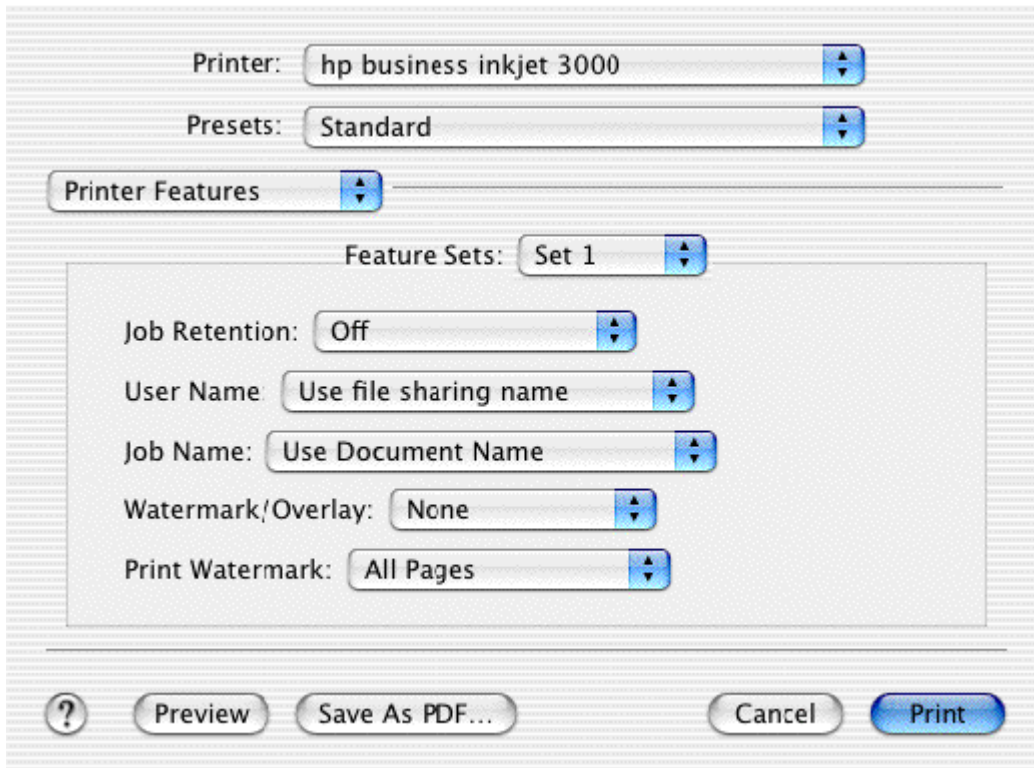 Printer: hp business inkjet 3000
Presets: Standard
Printer Features
Feature Sets: Set 1
Job Retention: Off
User Name: Use file sharing name
Job Name: Use Document Name
Watermark/Overlay: None
Print Watermark: All Pages
? Preview Save As PDF... Cancel Print